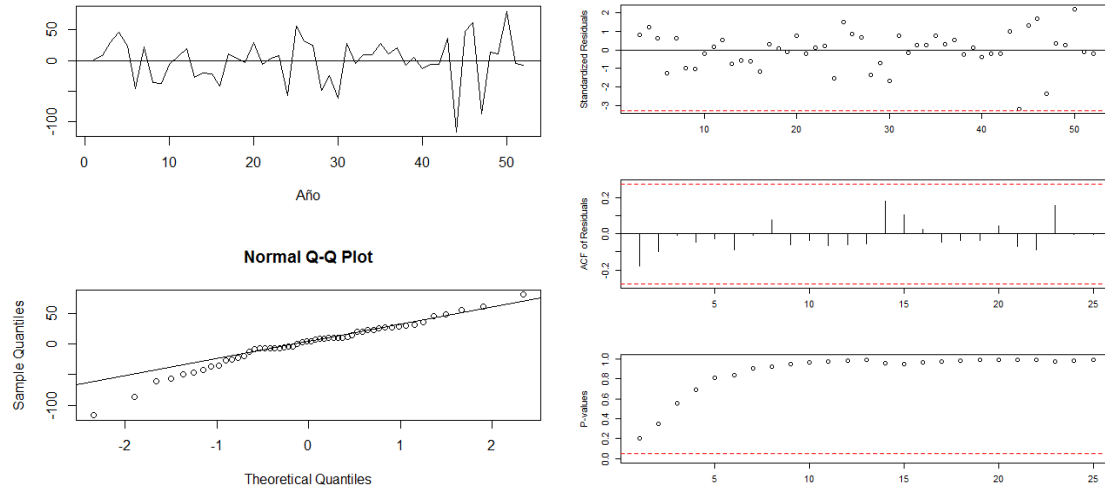 50
0
-100
0 10 20 30 40 50
Año
Normal Q-Q Plot
Sample Quantiles
50
0
-100
-2 -1 0 1 2
Theoretical Quantiles
Standardized Residuals
2
1
0
-1
-2
-3
10 20 30 40 50
ACF of Residuals
0.2
0.0
-0.2
5 10 15 20 25
P-values
1.0
0.8
0.6
0.4
0.2
0.0
5 10 15 20 25